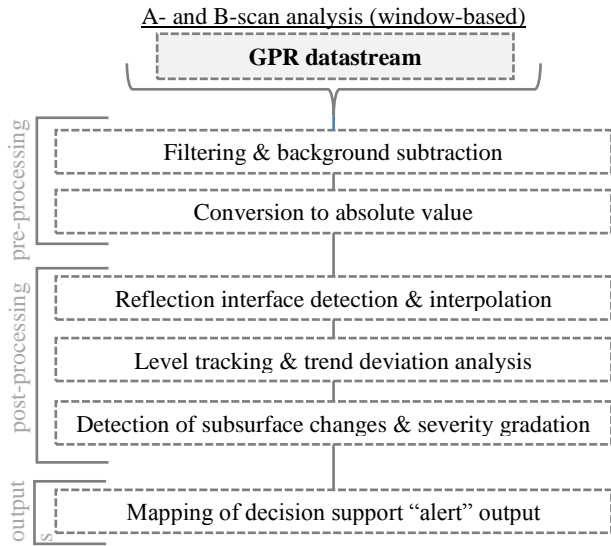 A- and B-scan analysis (window-based)
GPR datastream
pre-processing
Filtering & background subtraction
Conversion to absolute value
post-processing
Reflection interface detection & interpolation
Level tracking & trend deviation analysis
Detection of subsurface changes & severity gradation
output
s
Mapping of decision support “alert” output